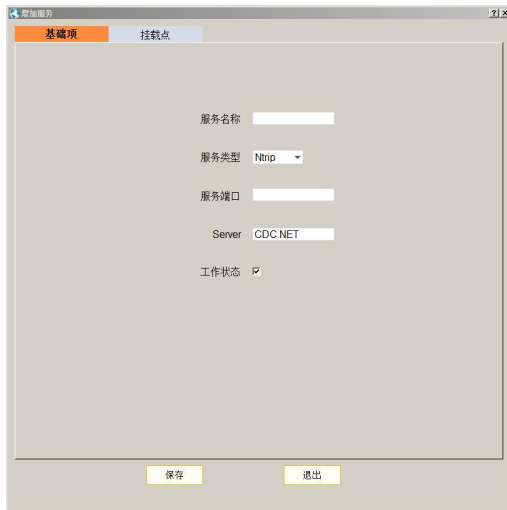 增加服务
基础项 挂载点
服务名称
服务类型 Ntrip
服务端口
Server CDC.NET
工作状态
保存 退出